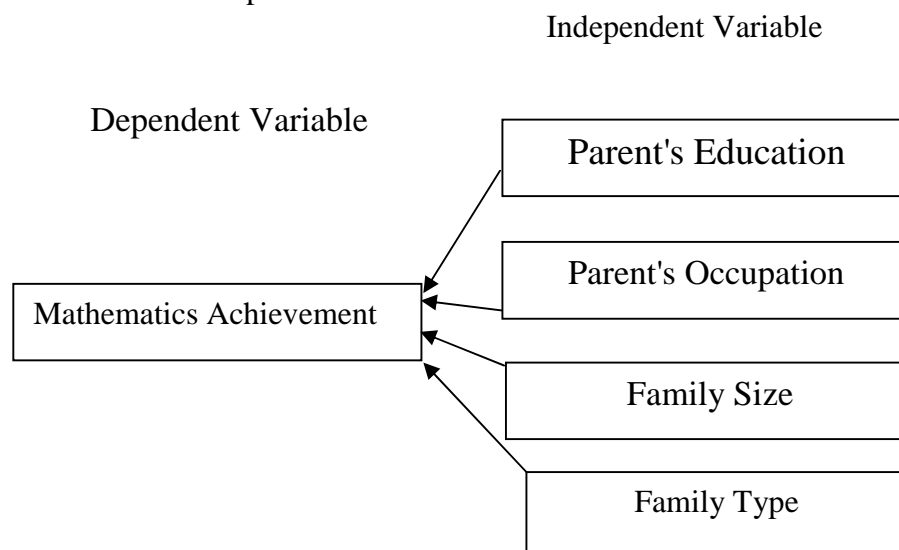 Independent Variable
Dependent Variable
Parent's Education
Parent's Occupation
Mathematics Achievement
Family Size
Family Type